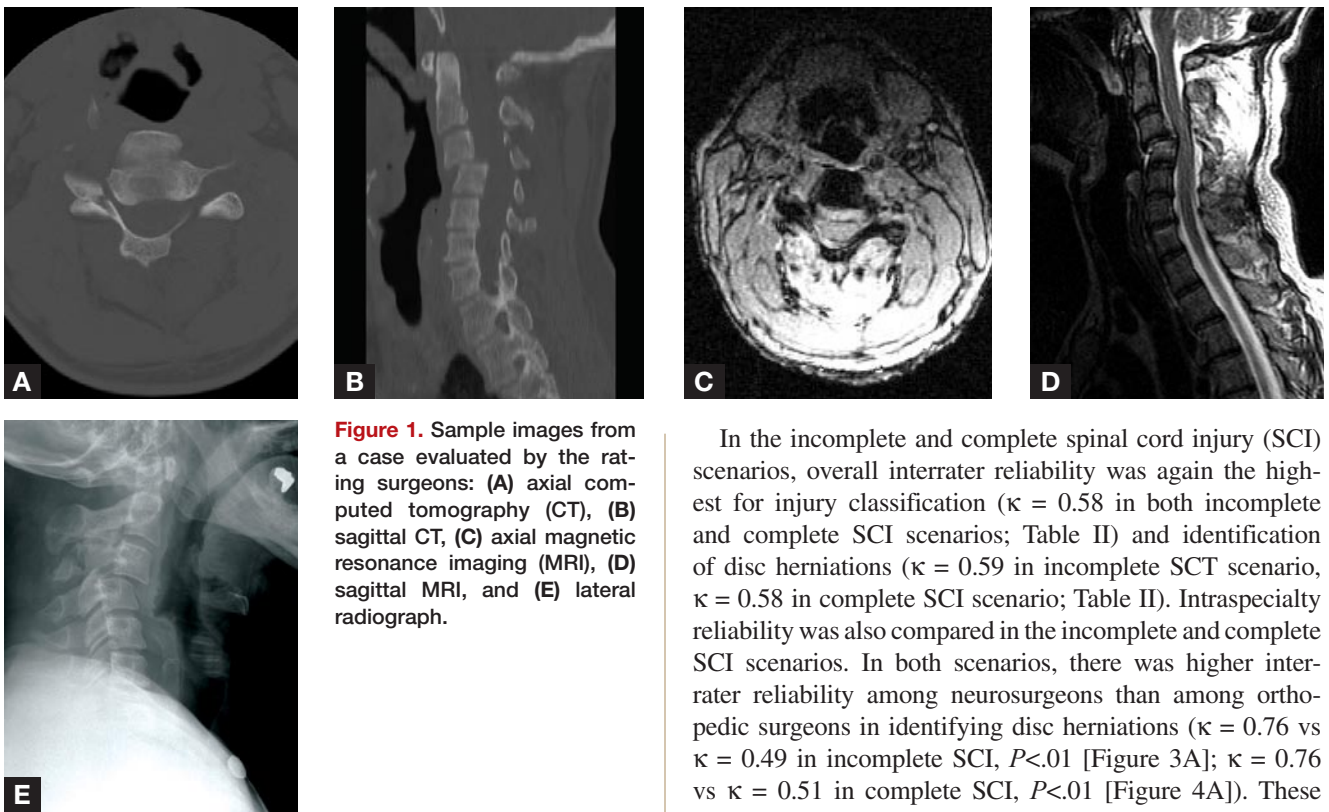 A
B
C
D
E
Figure 1. Sample images from
a case evaluated by the rat-
ing surgeons: (A) axial com-
puted tomography (CT), (B)
sagittal CT, (C) axial magnetic
resonance imaging (MRI), (D)
sagittal MRI, and (E) lateral
radiograph.
In the incomplete and complete spinal cord injury (SCI)
scenarios, overall interrater reliability was again the high-
est for injury classification (κ = 0.58 in both incomplete
and complete SCI scenarios; Table II) and identification
of disc herniations (κ = 0.59 in incomplete SCT scenario,
κ = 0.58 in complete SCI scenario; Table II). Intraspecialty
reliability was also compared in the incomplete and complete
SCI scenarios. In both scenarios, there was higher inter-
rater reliability among neurosurgeons than among ortho-
pedic surgeons in identifying disc herniations (κ = 0.76 vs
κ = 0.49 in incomplete SCI, P<.01 [Figure 3A]; κ = 0.76
vs κ = 0.51 in complete SCI, P<.01 [Figure 4A]). These